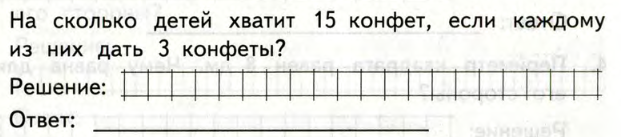 На сколько детей хватит 15 конфет, если каждому
из них дать 3 конфеты?
Решение:
Ответ: